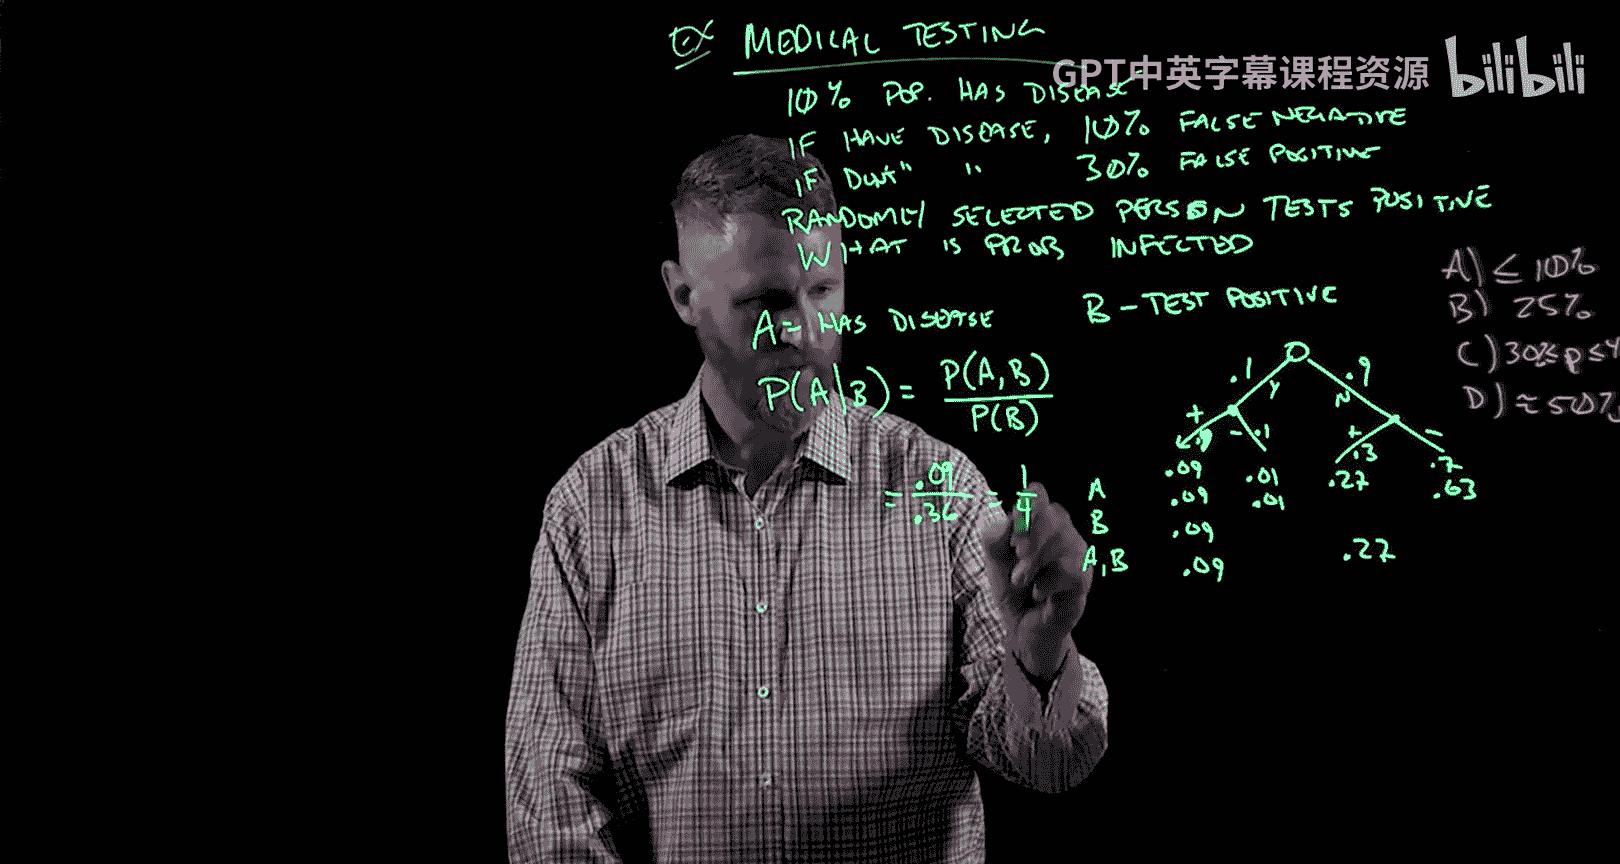 EX MEDICAL TESTING
GPT中英字幕课程资源 bilibili
10% POP. HAS DISEASE
IF HAVE DISEASE, 10% FALSE NEGATIVE
IF DON'T " " 30% FALSE POSITIVE
RANDOMLY SELECTED PERSON TESTS POSITIVE
WHAT IS PROB INFECTED
A) ≤ 10%
B) 25%
C) 30% ≤ p ≤ 4
D) ≈ 50%
A = HAS DISEASE B - TEST POSITIVE
P(A|B) = P(A,B) / P(B)
= .09 / .36 = 1 / 4
.1 .9
Y N
+ - .1 + .3 - .7
.09 .01 .27 .63
A .09 .01
B .09
A,B .09 .27